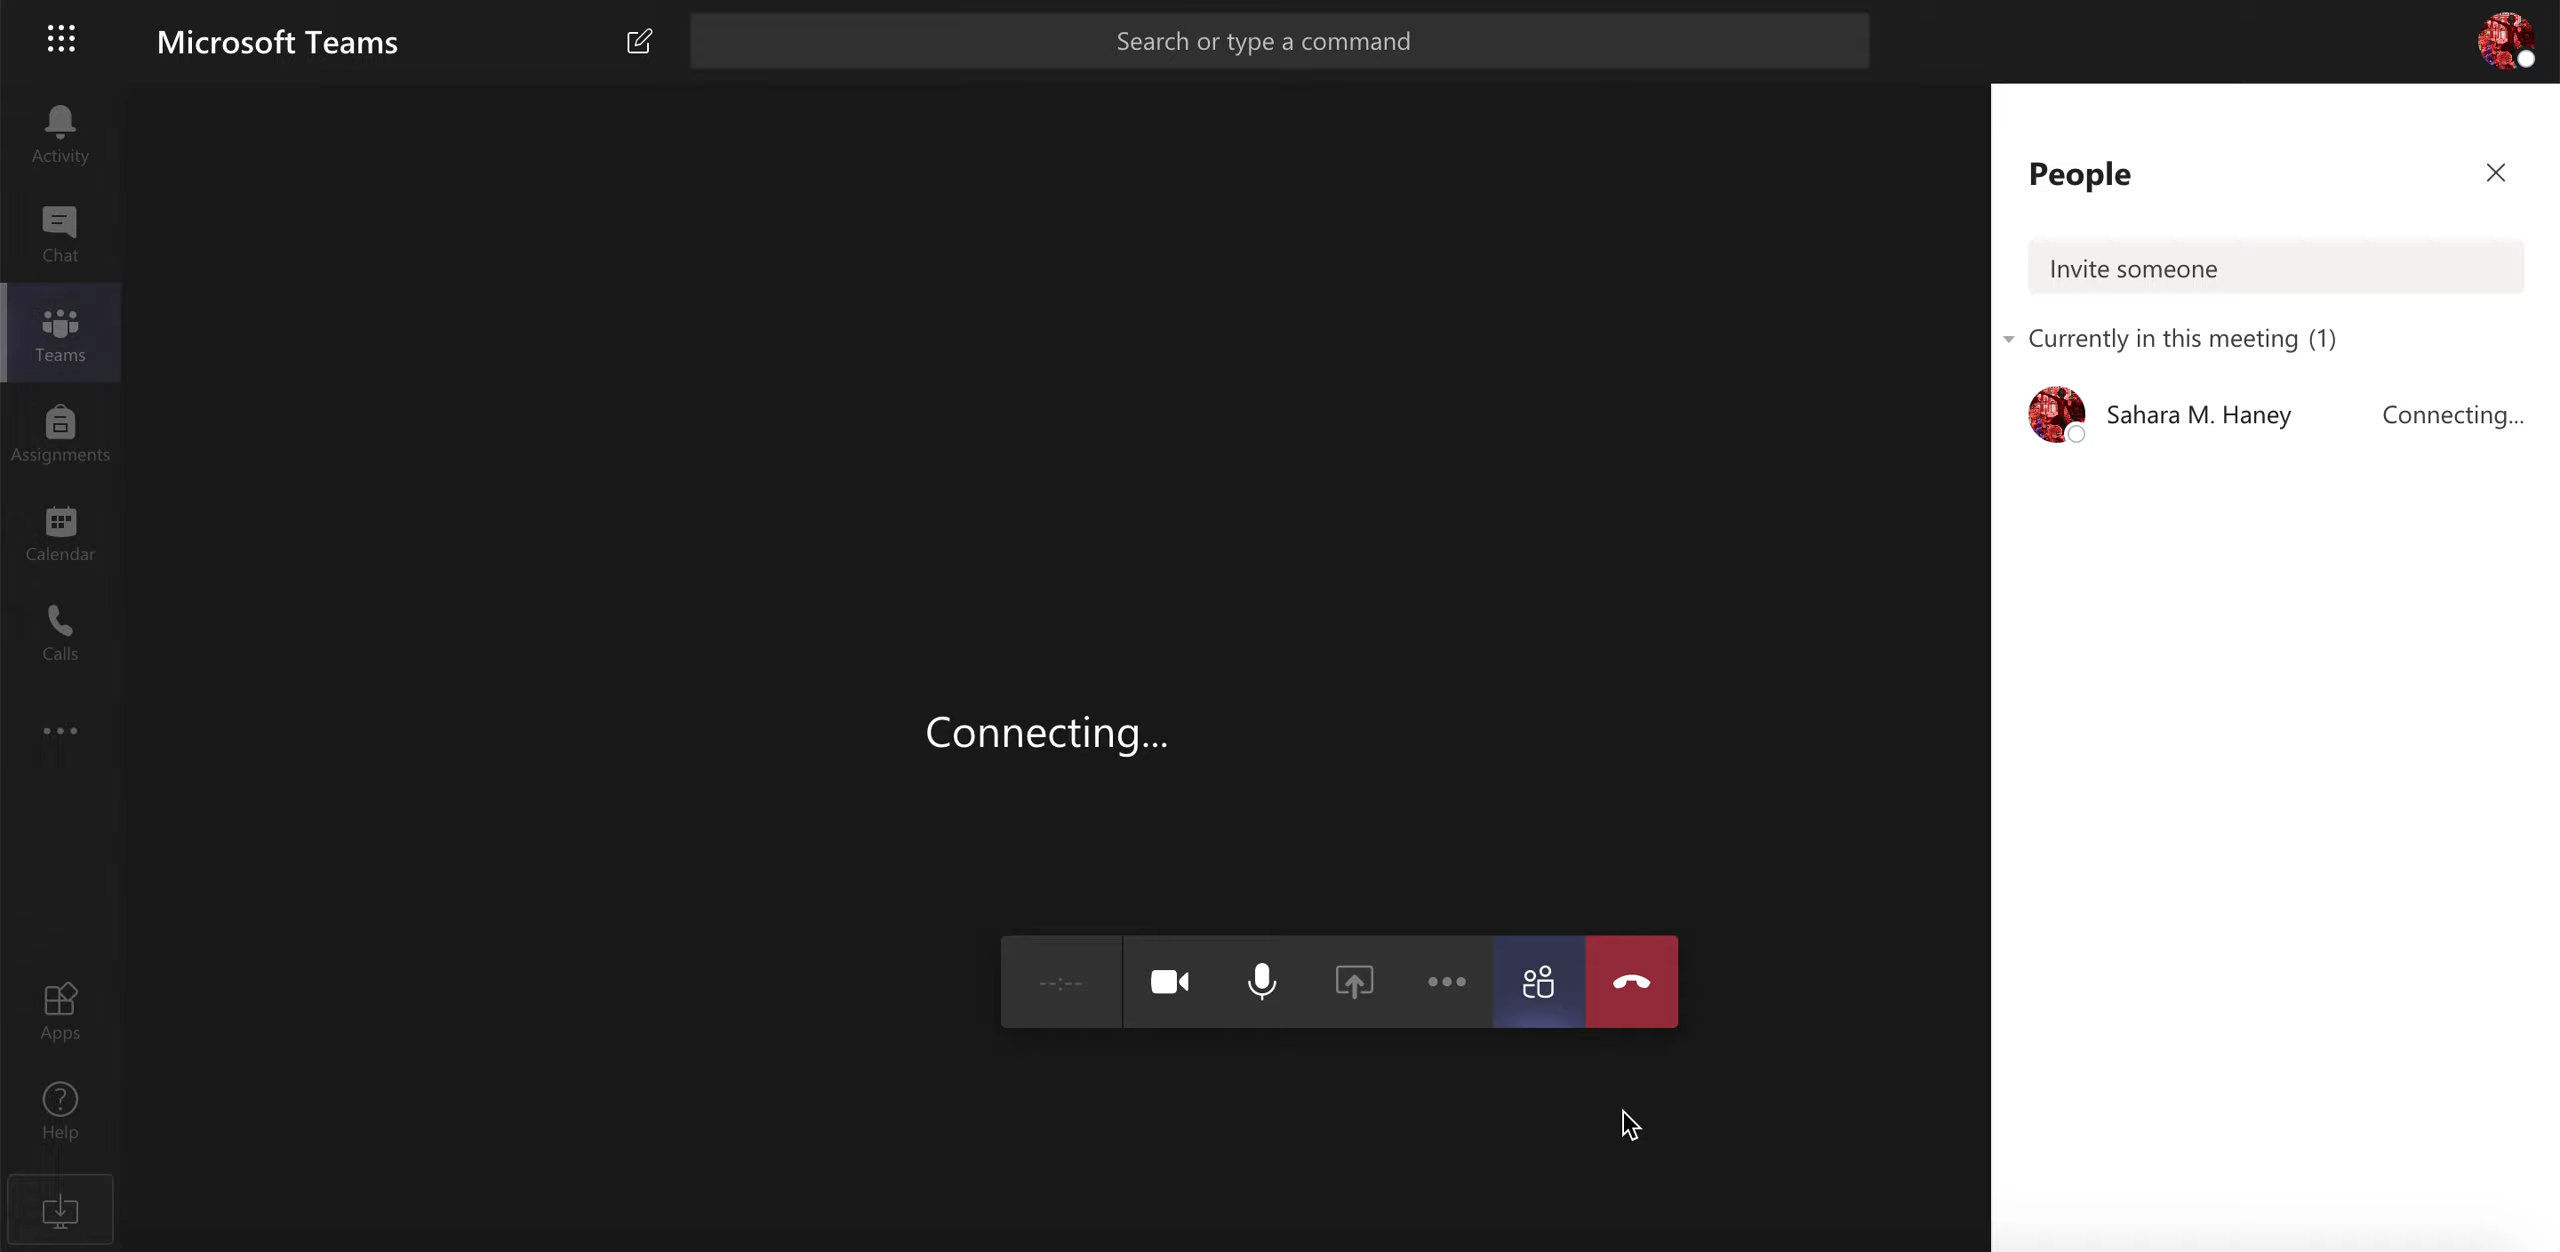 Microsoft Teams
Search or type a command
Activity
Chat
Teams
Assignments
Calendar
Calls
Apps
Help
Connecting...
--:--
People
Invite someone
Currently in this meeting (1)
Sahara M. Haney Connecting...